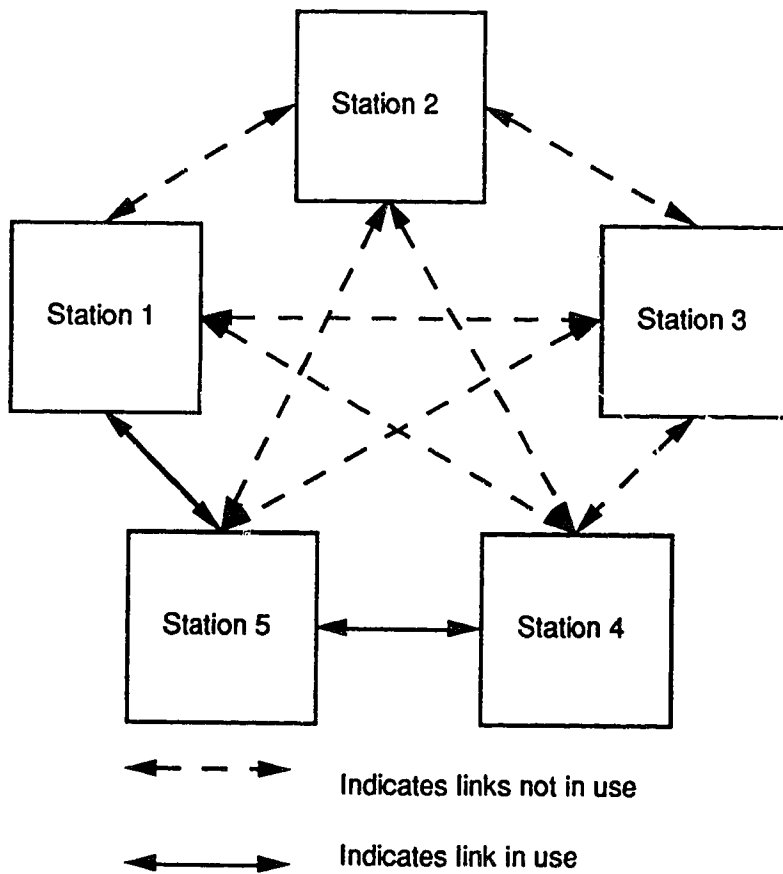 Station 2
Station 1
Station 3
Station 5
Station 4
Indicates links not in use
Indicates link in use